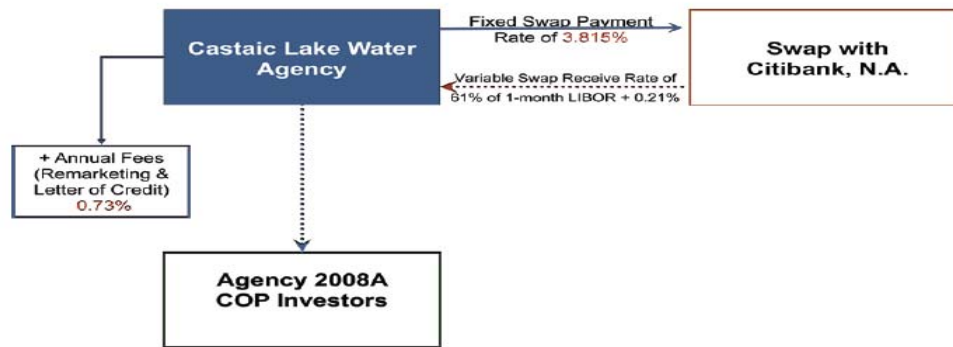 Castaic Lake Water
Agency
Fixed Swap Payment
Rate of 3.815%
Swap with
Citibank, N.A.
Variable Swap Receive Rate of
61% of 1-month LIBOR + 0.21%
+ Annual Fees
(Remarketing &
Letter of Credit)
0.73%
Agency 2008A
COP Investors